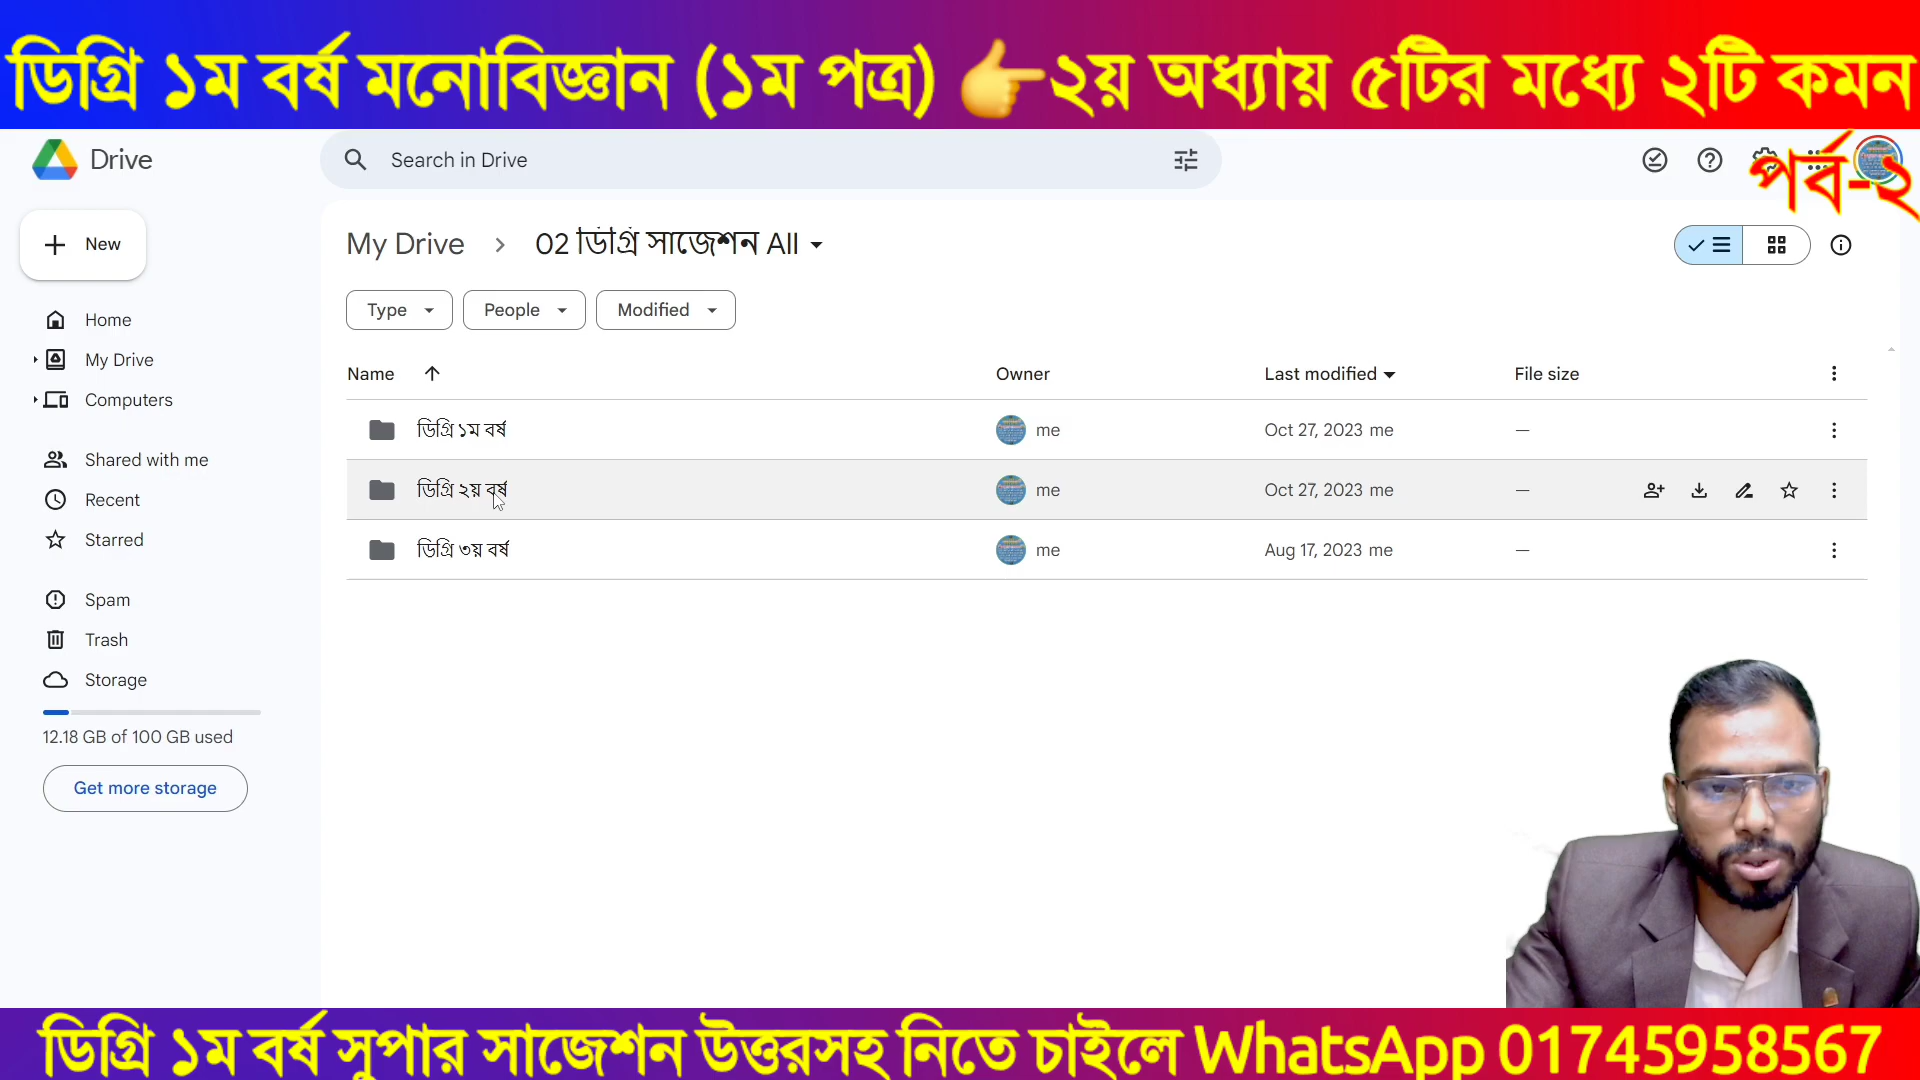 ডিগ্রি ১ম বর্ষ মনোবিজ্ঞান (১ম পত্র) 👉২য় অধ্যায় ৫টির মধ্যে ২টি কমন
Drive
Search in Drive
পর্ব-২
New
My Drive > 02 ডিগ্রি সাজেশন All
Type People Modified
Home
My Drive
Computers
Shared with me
Recent
Starred
Spam
Trash
Storage
12.18 GB of 100 GB used
Get more storage
Name Owner Last modified File size
ডিগ্রি ১ম বর্ষ me Oct 27, 2023 me —
ডিগ্রি ২য় বর্ষ me Oct 27, 2023 me —
ডিগ্রি ৩য় বর্ষ me Aug 17, 2023 me —
ডিগ্রি ১ম বর্ষ সুপার সাজেশন উত্তরসহ নিতে চাইলে WhatsApp 01745958567